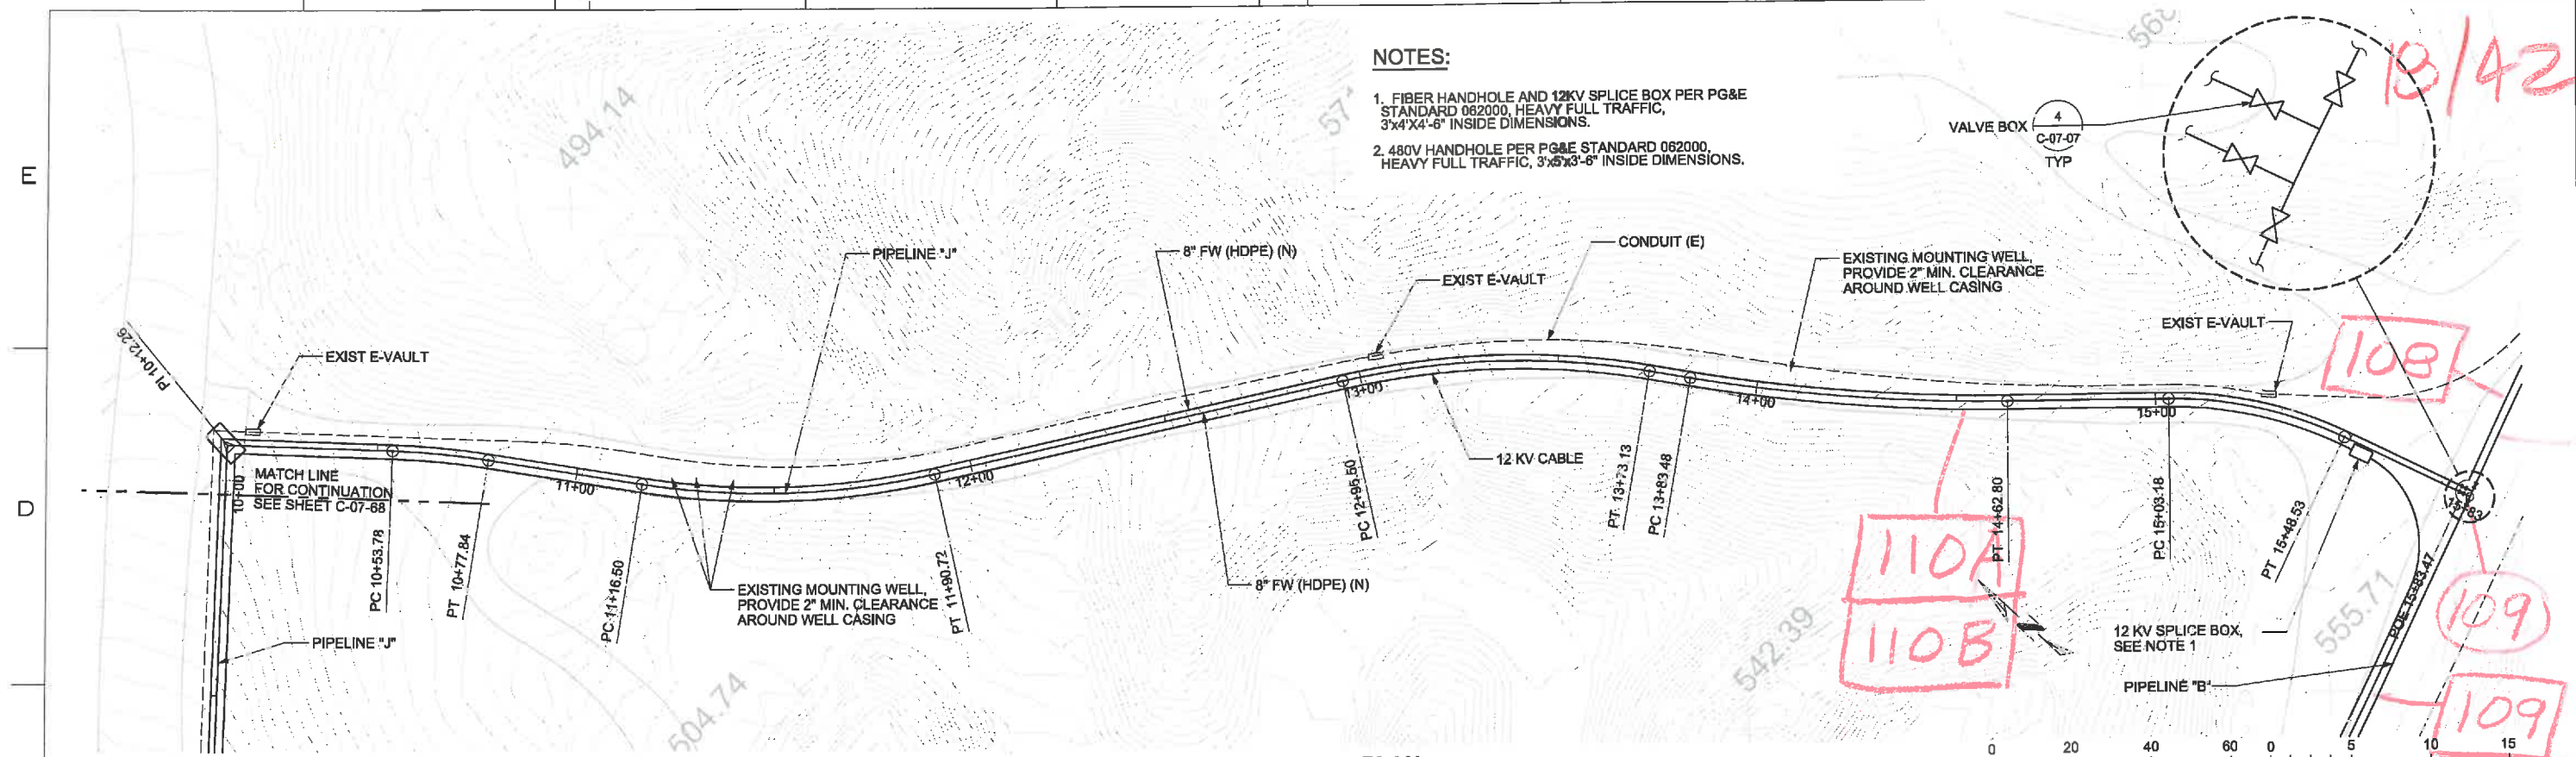 NOTES:
1. FIBER HANDHOLE AND 12KV SPLICE BOX PER PG&E
STANDARD 062000, HEAVY FULL TRAFFIC,
3'x4'X4'-6" INSIDE DIMENSIONS.
2. 480V HANDHOLE PER PG&E STANDARD 062000,
HEAVY FULL TRAFFIC, 3'x5'x3'-6" INSIDE DIMENSIONS.
18/42
VALVE BOX
4
C-07-07
TYP
E
494.14
PIPELINE "J"
8" FW (HDPE) (N)
CONDUIT (E)
EXIST E-VAULT
EXISTING MOUNTING WELL,
PROVIDE 2" MIN. CLEARANCE
AROUND WELL CASING
EXIST E-VAULT
108
PI 10+12.26
EXIST E-VAULT
10+00
11+00
12+00
13+00
14+00
15+00
15+83
MATCH LINE
FOR CONTINUATION
SEE SHEET C-07-68
D
PC 10+53.78
PT 10+77.84
PC 11+16.50
PT 11+90.72
PC 12+95.50
PT 13+73.13
PC 13+83.48
PT 14+62.80
PC 15+03.18
PT 15+48.53
POE 15+83.47
12 KV CABLE
8" FW (HDPE) (N)
EXISTING MOUNTING WELL,
PROVIDE 2" MIN. CLEARANCE
AROUND WELL CASING
PIPELINE "J"
110A
110B
109
12 KV SPLICE BOX,
SEE NOTE 1
PIPELINE "B"
109
504.74
542.39
555.71
0 20 40 60 0 5 10 15